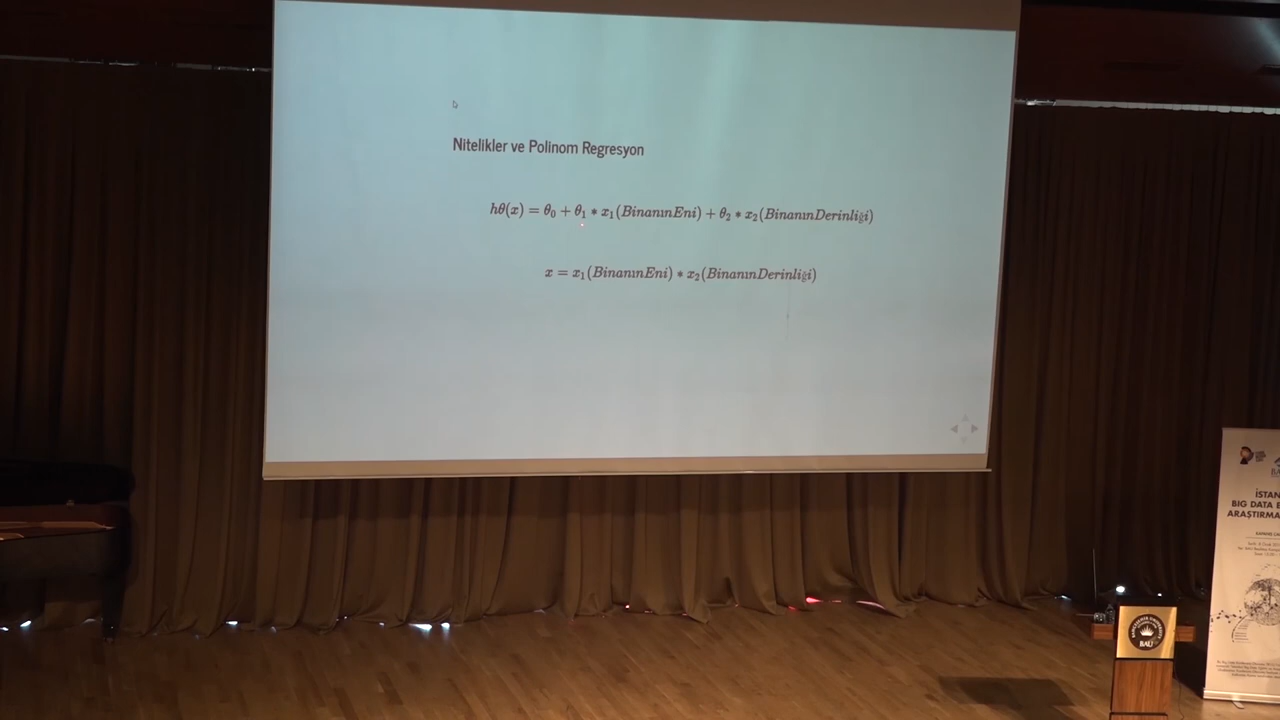 Nitelikler ve Polinom Regresyon
hθ(x) = θ₀ + θ₁ * x₁(BinanınEni) + θ₂ * x₂(BinanınDerinliği)
x = x₁(BinanınEni) * x₂(BinanınDerinliği)
İSTAN
BIG DATA E
ARAŞTIRMA
BAU